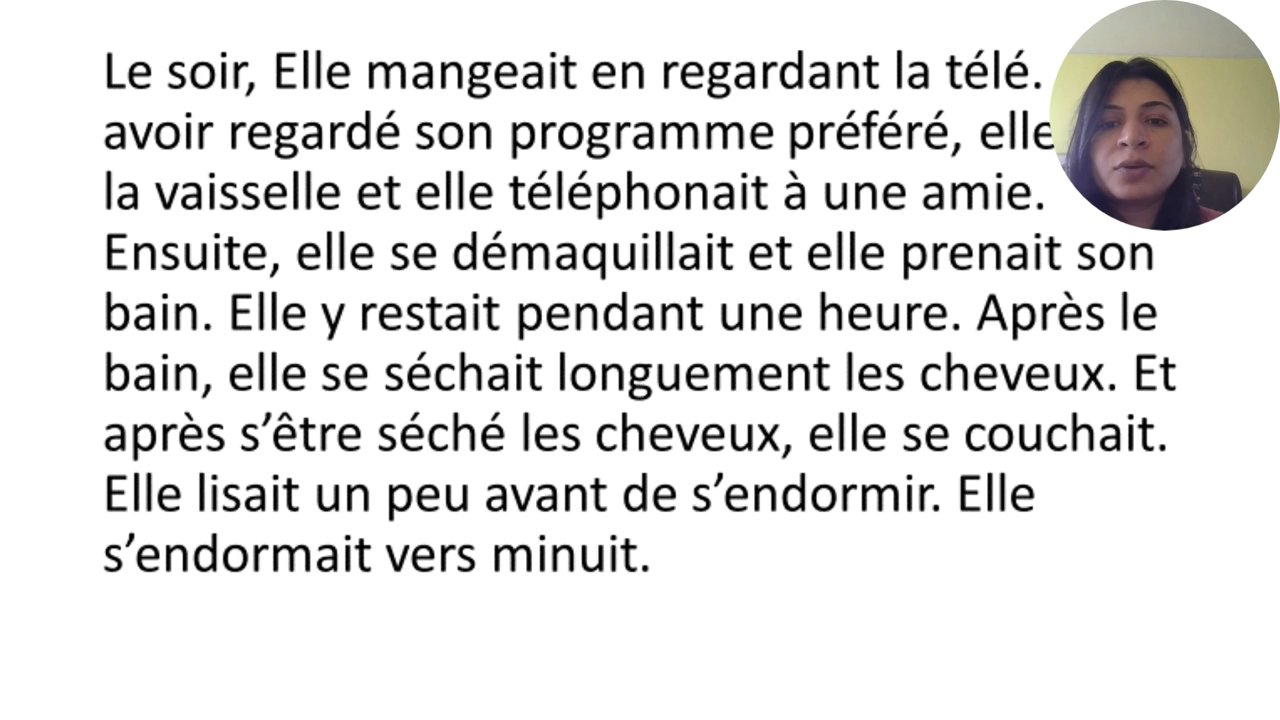 Le soir, Elle mangeait en regardant la télé.
avoir regardé son programme préféré, elle
la vaisselle et elle téléphonait à une amie.
Ensuite, elle se démaquillait et elle prenait son
bain. Elle y restait pendant une heure. Après le
bain, elle se séchait longuement les cheveux. Et
après s’être séché les cheveux, elle se couchait.
Elle lisait un peu avant de s’endormir. Elle
s’endormait vers minuit.